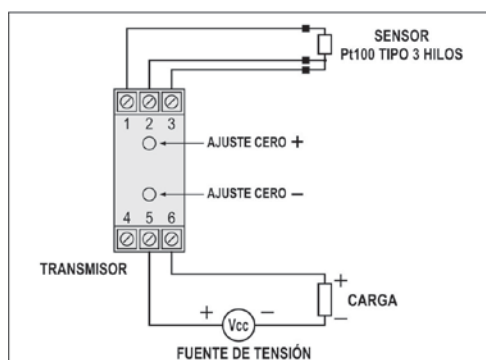 SENSOR
Pt100 TIPO 3 HILOS
1 2 3
AJUSTE CERO +
AJUSTE CERO −
4 5 6
TRANSMISOR
+
CARGA
−
+ Vcc −
FUENTE DE TENSIÓN